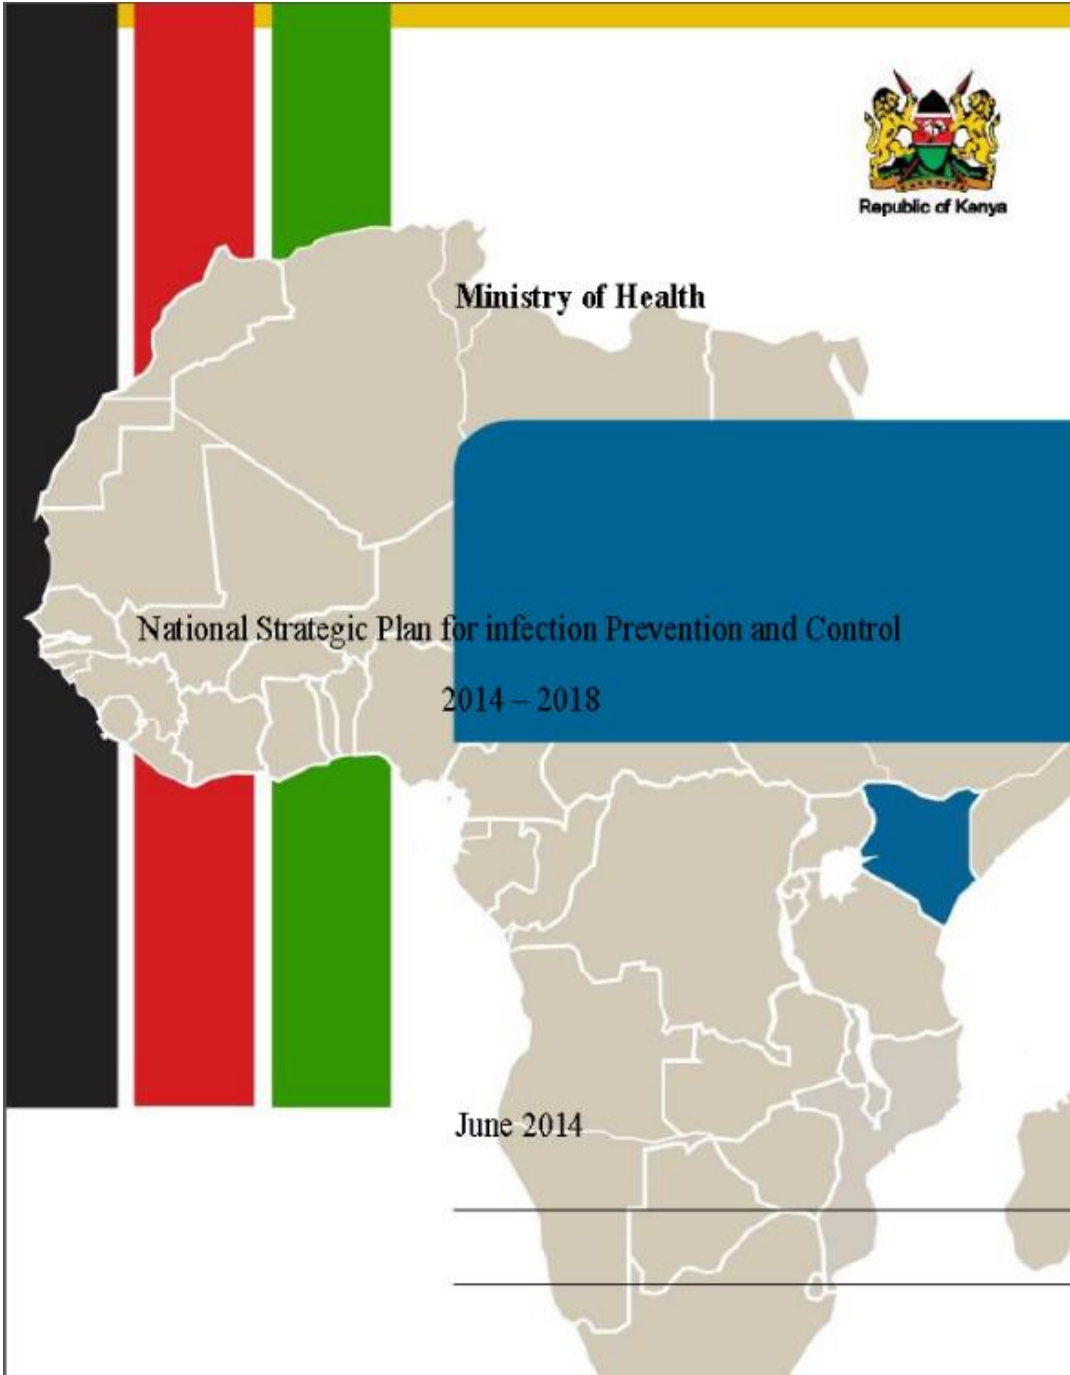 Republic of Kenya
Ministry of Health
National Strategic Plan for infection Prevention and Control
2014 – 2018
June 2014